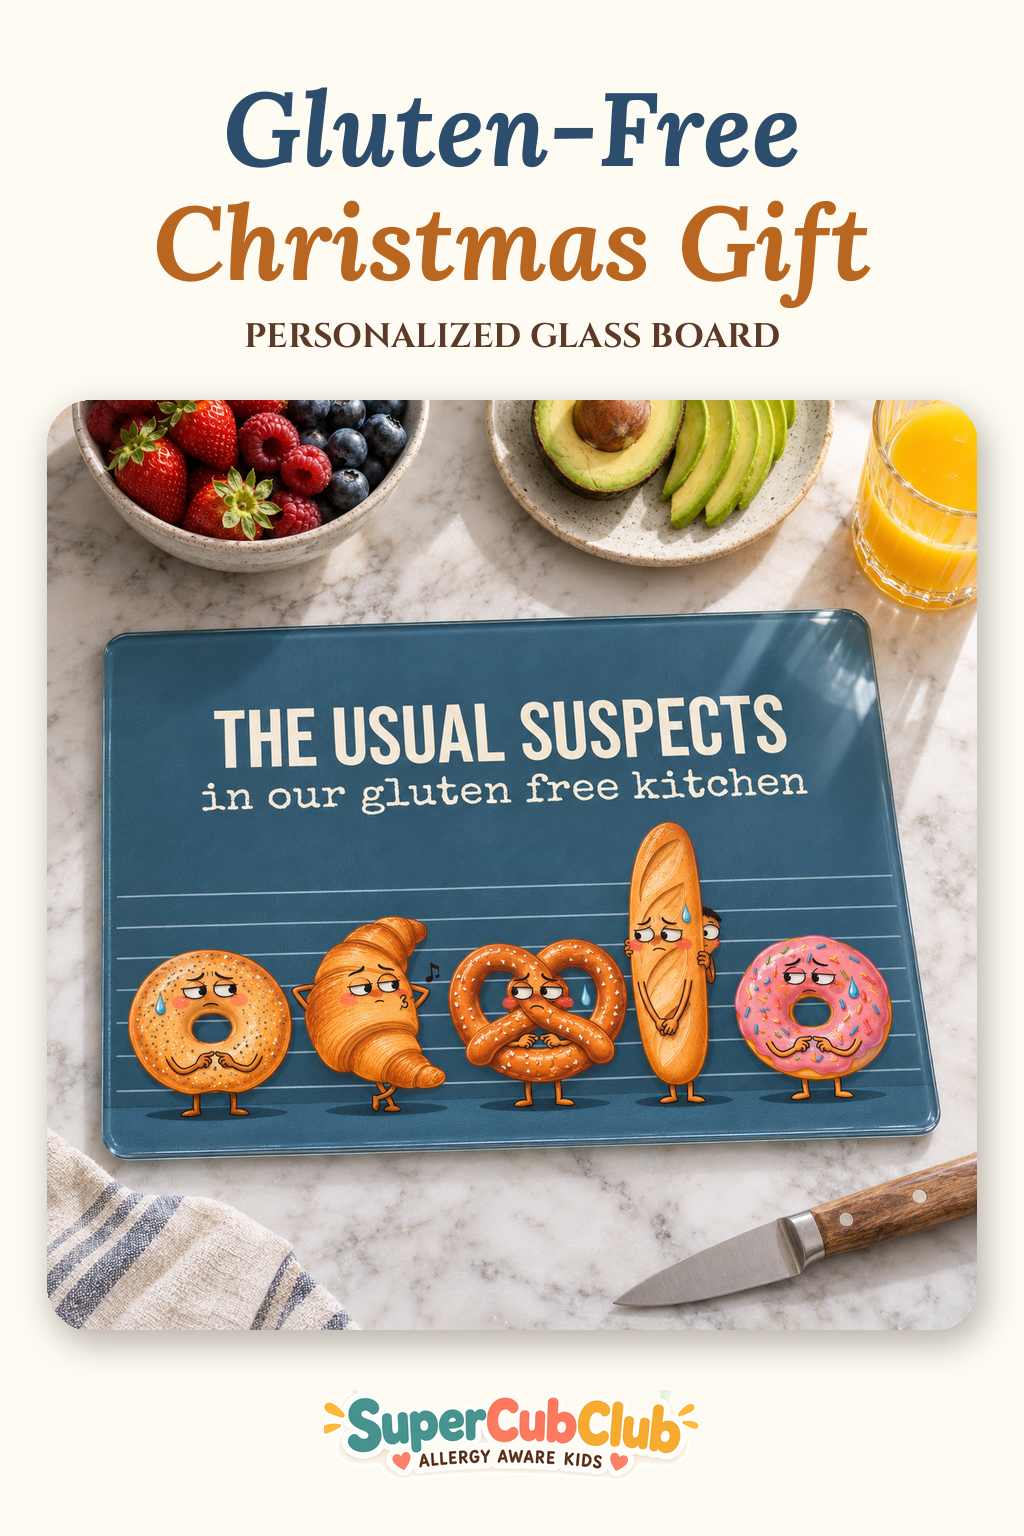 Gluten-Free
Christmas Gift
PERSONALIZED GLASS BOARD
THE USUAL SUSPECTS
in our gluten free kitchen
SuperCubClub
ALLERGY AWARE KIDS